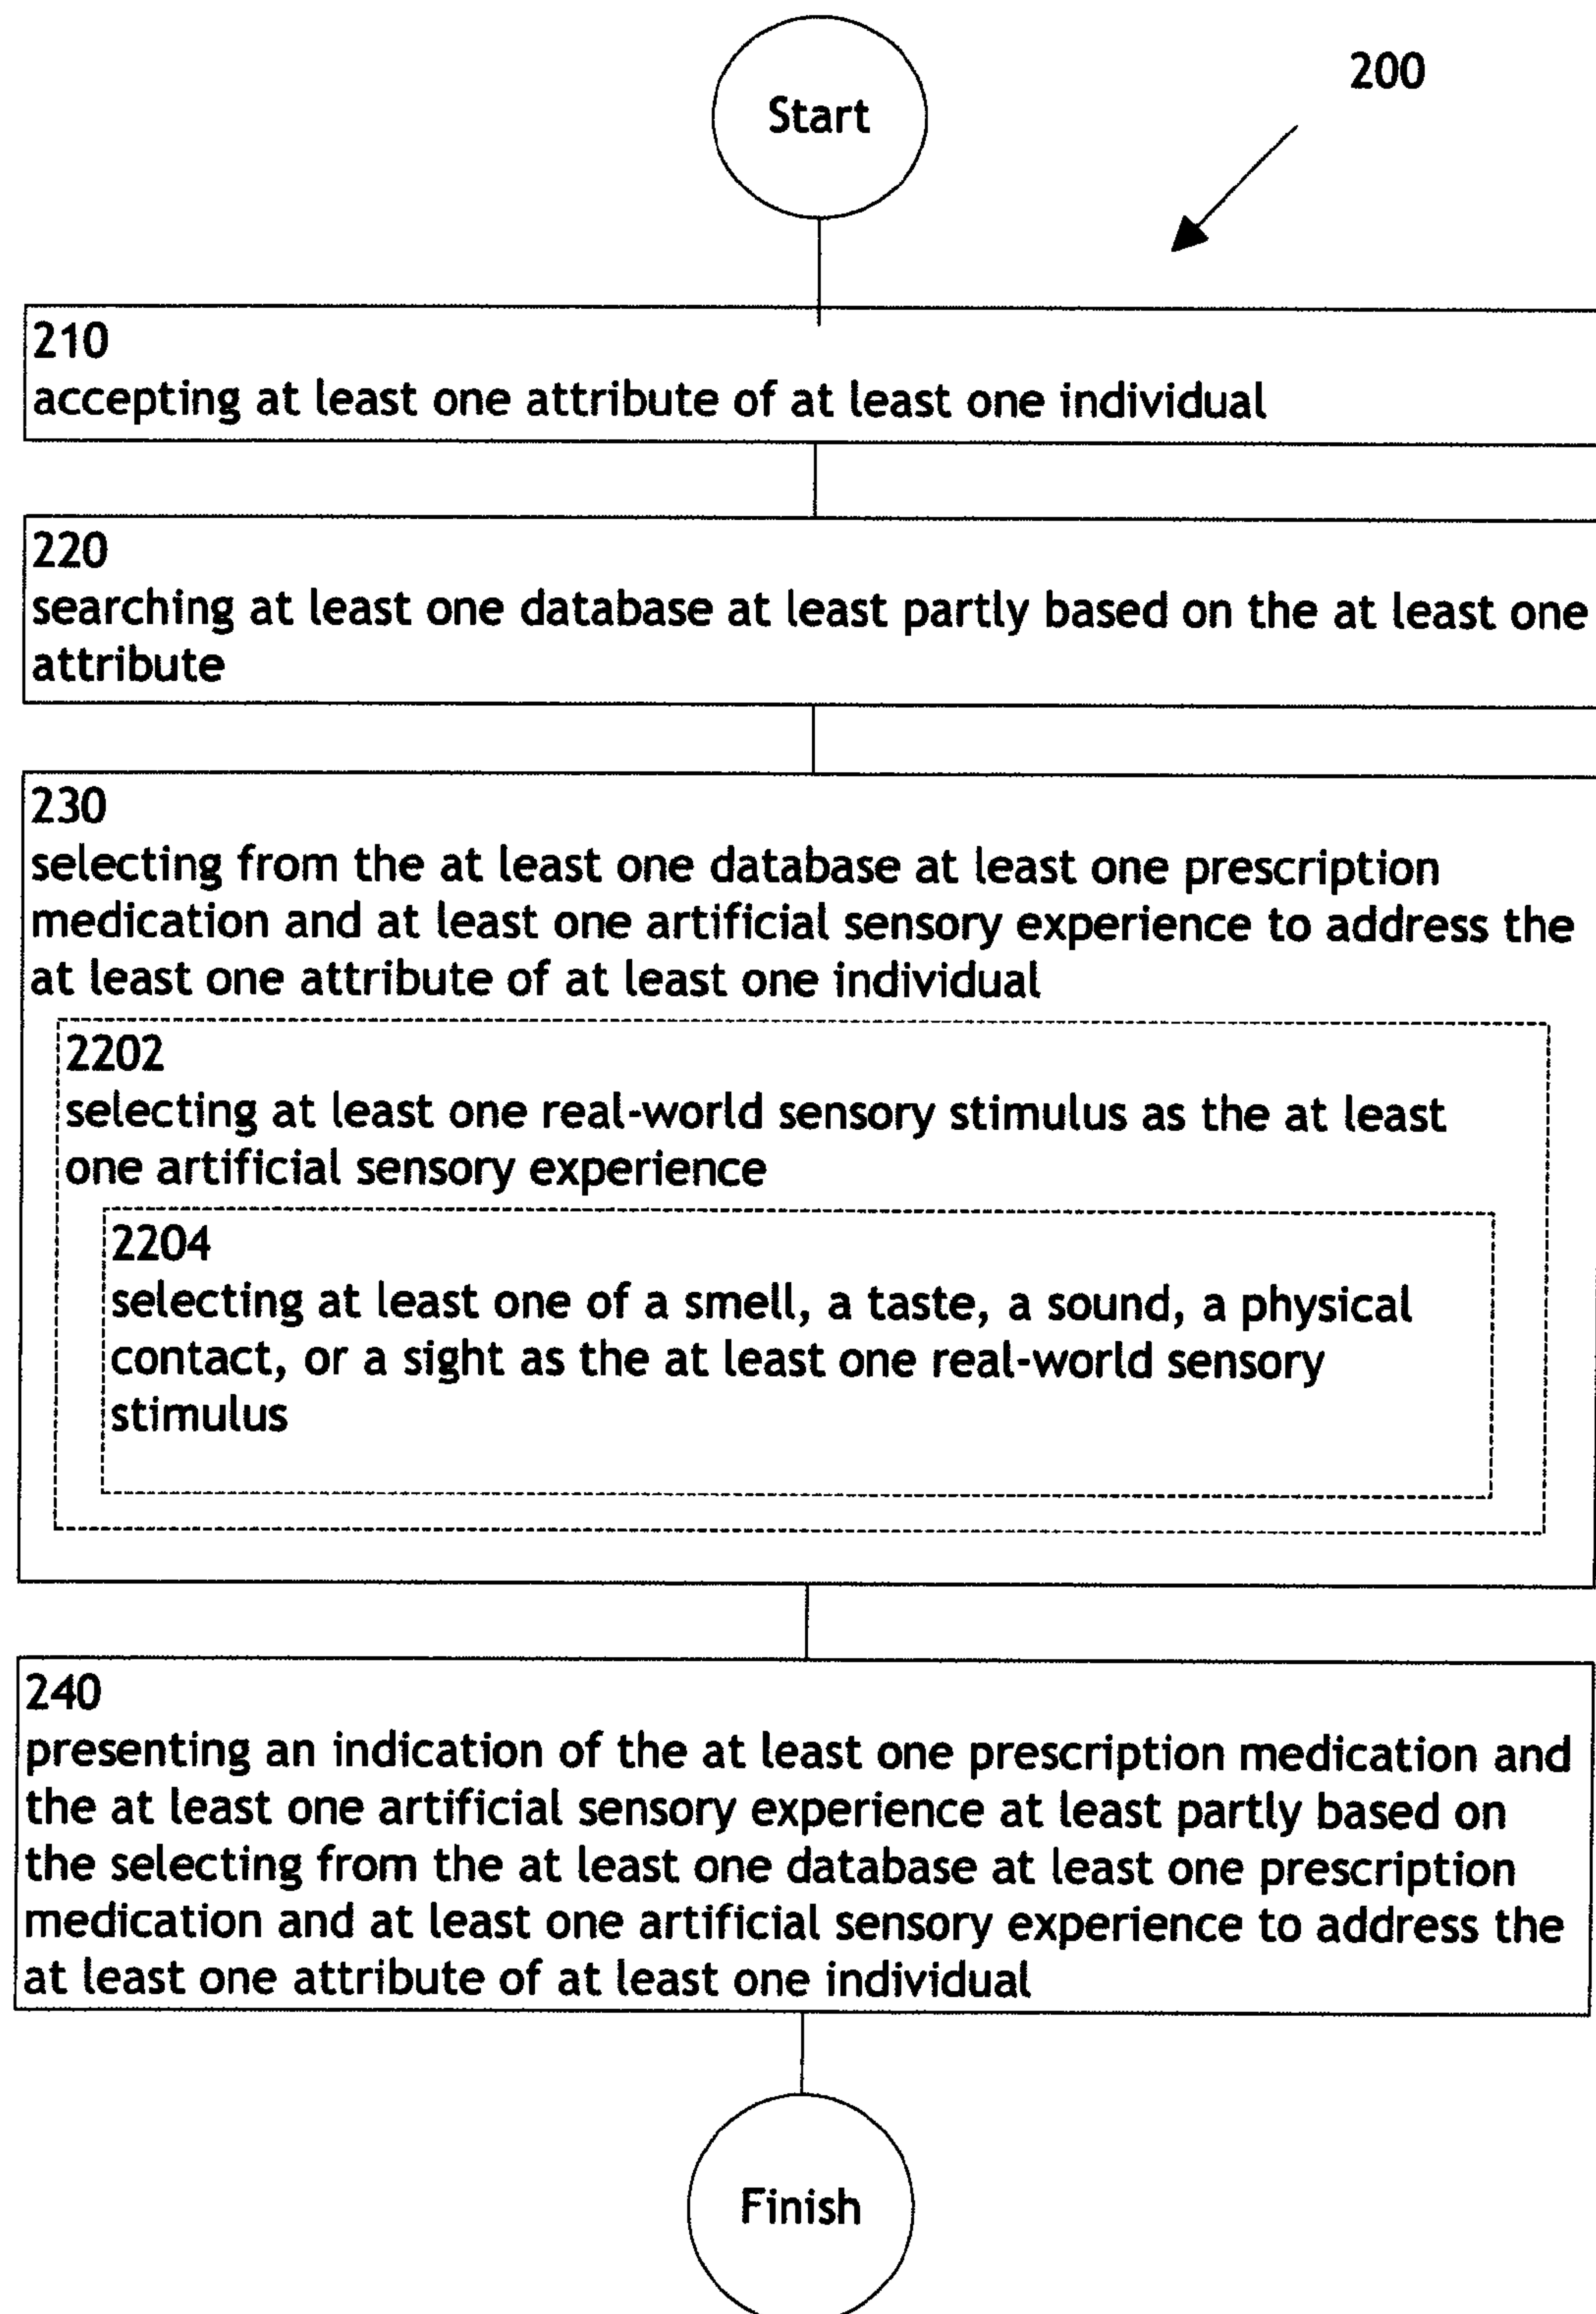 Start
200
210
accepting at least one attribute of at least one individual
220
searching at least one database at least partly based on the at least one
attribute
230
selecting from the at least one database at least one prescription
medication and at least one artificial sensory experience to address the
at least one attribute of at least one individual
2202
selecting at least one real-world sensory stimulus as the at least
one artificial sensory experience
2204
selecting at least one of a smell, a taste, a sound, a physical
contact, or a sight as the at least one real-world sensory
stimulus
240
presenting an indication of the at least one prescription medication and
the at least one artificial sensory experience at least partly based on
the selecting from the at least one database at least one prescription
medication and at least one artificial sensory experience to address the
at least one attribute of at least one individual
Finish